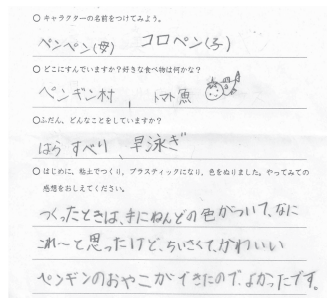 ○ キャラクターの名前をつけてみよう。
ペンペン(母)　コロペン(子)
○ どこにすんでいますか？好きな食べ物は何かな？
ペンギン村、トマト魚
○ふだん、どんなことをしていますか？
はらすべり、早泳ぎ
○ はじめに、粘土でつくり、プラスティックになり、色をぬりました。やってみての
感想をおしえてください。
つくったときは、手にねんどの色がついて、なに
これ〜と思ったけど、ちいさくて、かわいい
ペンギンのおやこができたので、よかったです。